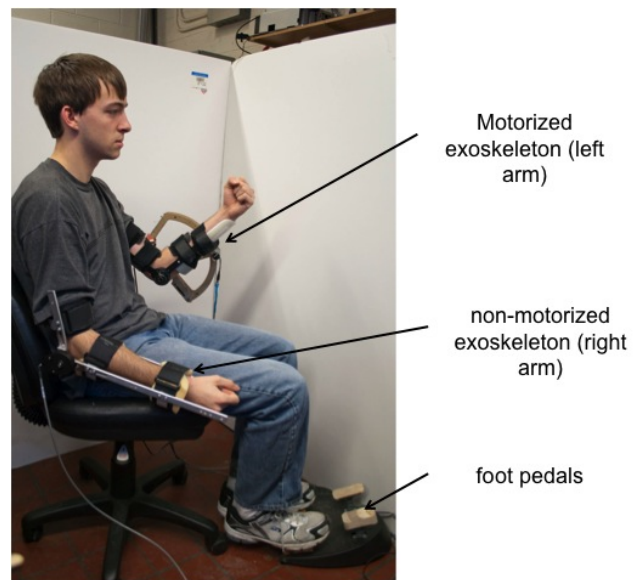 Motorized
exoskeleton (left
arm)
non-motorized
exoskeleton (right
arm)
foot pedals